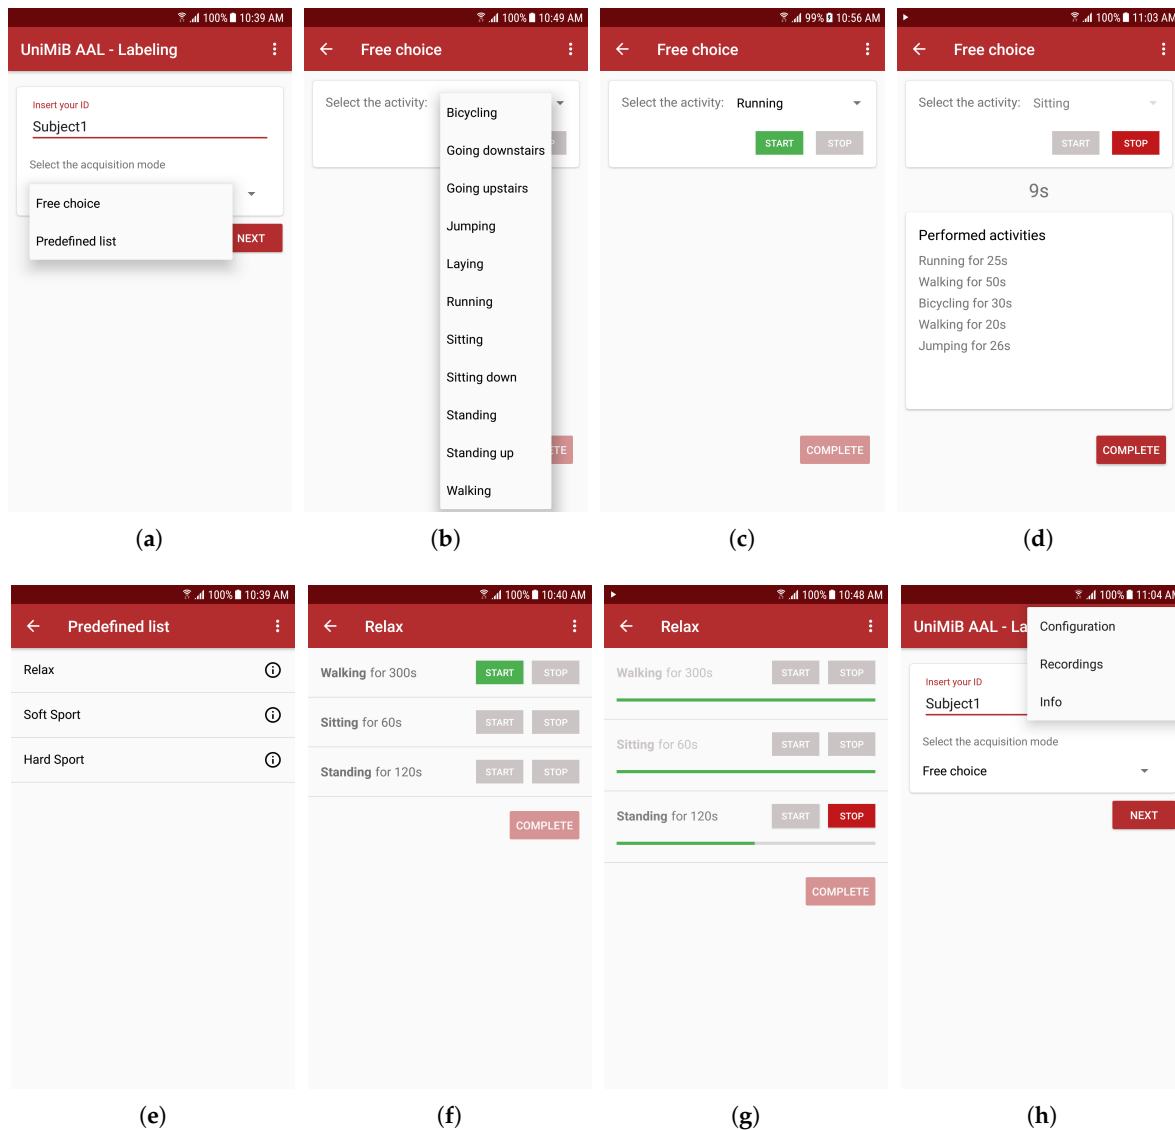 100% 10:39 AM
UniMiB AAL - Labeling
Insert your ID
Subject1
Select the acquisition mode
Free choice
Predefined list
NEXT
(a)
100% 10:49 AM
Free choice
Select the activity:
Bicycling
Going downstairs
Going upstairs
Jumping
Laying
Running
Sitting
Sitting down
Standing
Standing up
Walking
P
TE
(b)
99% 10:56 AM
Free choice
Select the activity: Running
START STOP
COMPLETE
(c)
100% 11:03 AM
Free choice
Select the activity: Sitting
START STOP
9s
Performed activities
Running for 25s
Walking for 50s
Bicycling for 30s
Walking for 20s
Jumping for 26s
COMPLETE
(d)
100% 10:39 AM
Predefined list
Relax
Soft Sport
Hard Sport
(e)
100% 10:40 AM
Relax
Walking for 300s START STOP
Sitting for 60s START STOP
Standing for 120s START STOP
COMPLETE
(f)
100% 10:48 AM
Relax
Walking for 300s START STOP
Sitting for 60s START STOP
Standing for 120s START STOP
COMPLETE
(g)
100% 11:04 AM
UniMiB AAL - La
Configuration
Recordings
Info
Insert your ID
Subject1
Select the acquisition mode
Free choice
NEXT
(h)